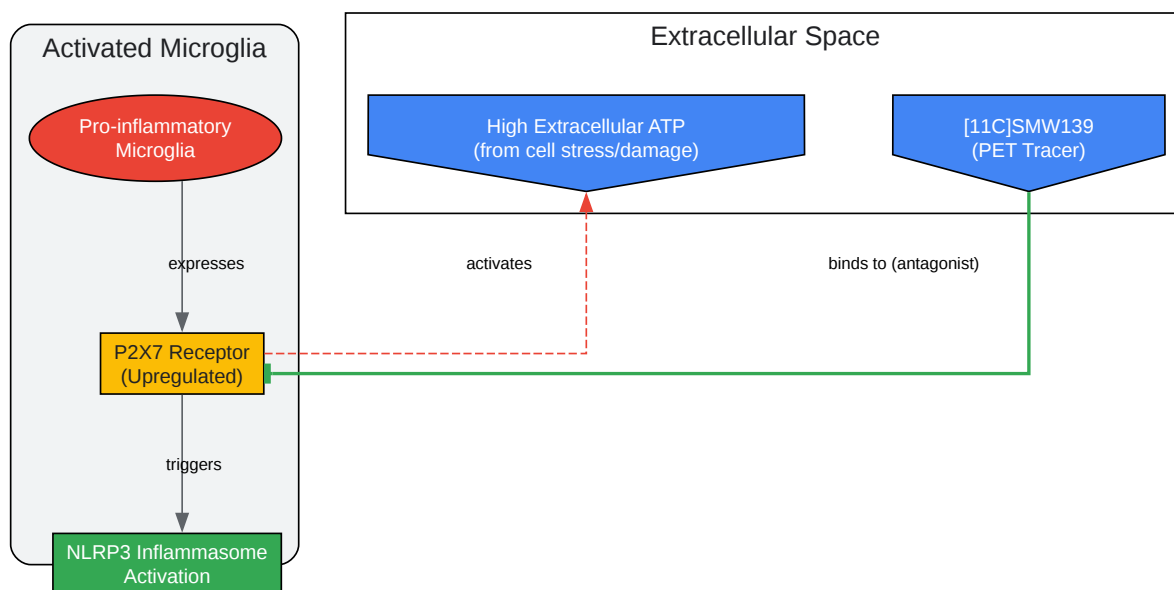 Activated Microglia
Extracellular Space
Pro-inflammatory
Microglia
High Extracellular ATP
(from cell stress/damage)
[11C]SMW139
(PET Tracer)
expresses
activates
binds to (antagonist)
P2X7 Receptor
(Upregulated)
triggers
NLRP3 Inflammasome
Activation